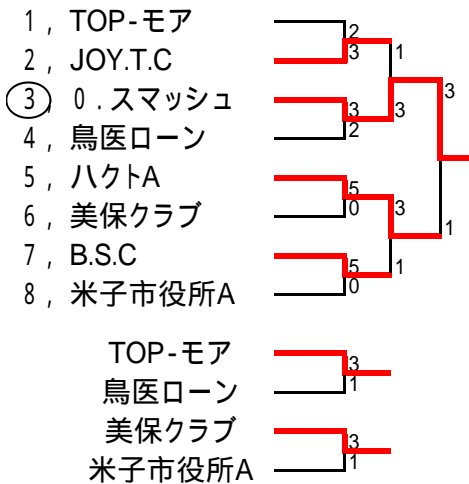 1, TOP-モア
2, JOY.T.C
3, 0.スマッシュ
4, 鳥医ローン
5, ハクトA
6, 美保クラブ
7, B.S.C
8, 米子市役所A
2
3
3
2
5
0
5
0
1
3
3
1
3
1
TOP-モア
鳥医ローン
美保クラブ
米子市役所A
3
1
3
1